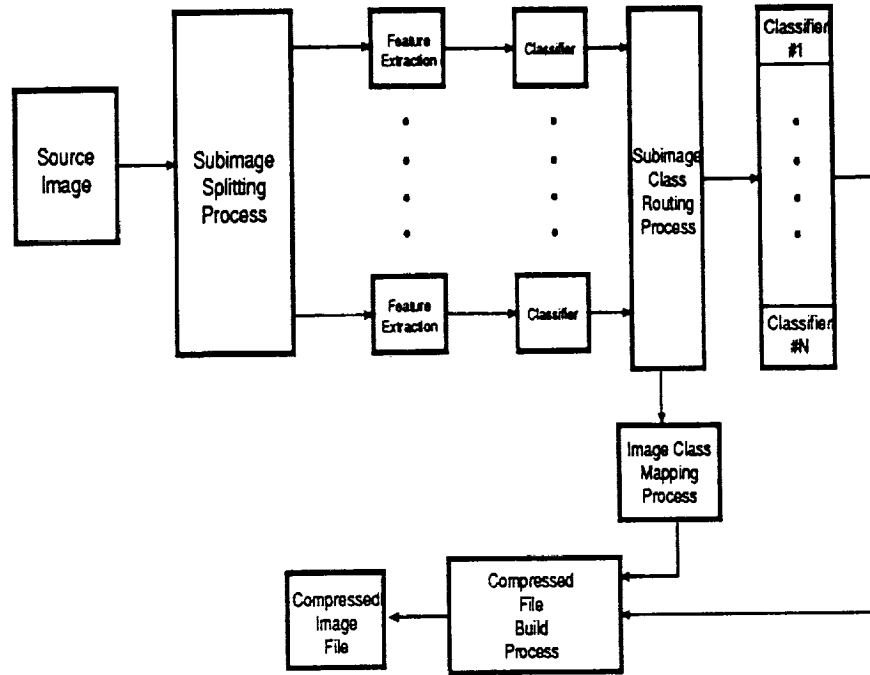 Source
Image
Subimage
Splitting
Process
Feature
Extraction
Classifier
Feature
Extraction
Classifier
Subimage
Class
Routing
Process
Classifier
#1
Classifier
#N
Image Class
Mapping
Process
Compressed
File
Build
Process
Compressed
Image
File